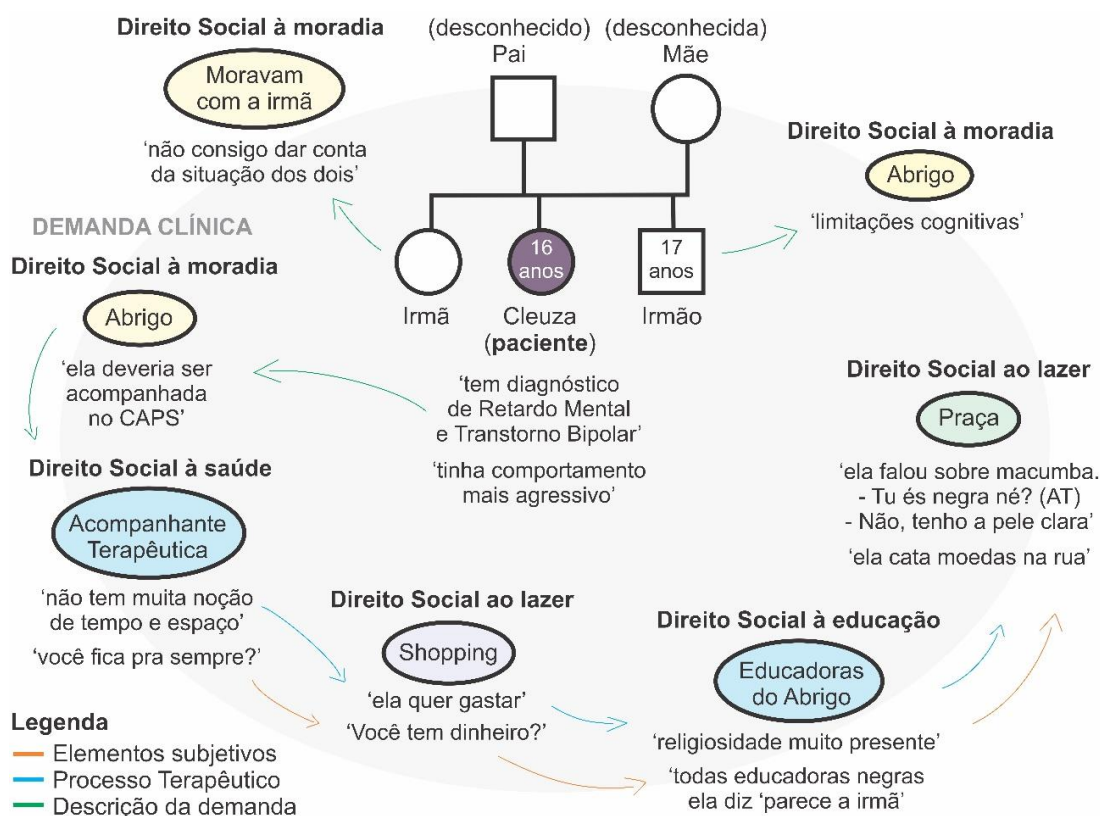 Direito Social à moradia
Moravam
com a irmã
‘não consigo dar conta
da situação dos dois’
(desconhecido)
Pai
(desconhecida)
Mãe
Direito Social à moradia
Abrigo
‘limitações cognitivas’
Irmã
16
anos
Cleuza
(paciente)
17
anos
Irmão
‘tem diagnóstico
de Retardo Mental
e Transtorno Bipolar’
‘tinha comportamento
mais agressivo’
DEMANDA CLÍNICA
Direito Social à moradia
Abrigo
‘ela deveria ser
acompanhada
no CAPS’
Direito Social à saúde
Acompanhante
Terapêutica
‘não tem muita noção
de tempo e espaço’
‘você fica pra sempre?’
Direito Social ao lazer
Shopping
‘ela quer gastar’
‘Você tem dinheiro?’
Direito Social à educação
Educadoras
do Abrigo
‘religiosidade muito presente’
‘todas educadoras negras
ela diz ‘parece a irmã’
Direito Social ao lazer
Praça
‘ela falou sobre macumba.
- Tu és negra né? (AT)
- Não, tenho a pele clara’
‘ela cata moedas na rua’
Legenda
Elementos subjetivos
Processo Terapêutico
Descrição da demanda